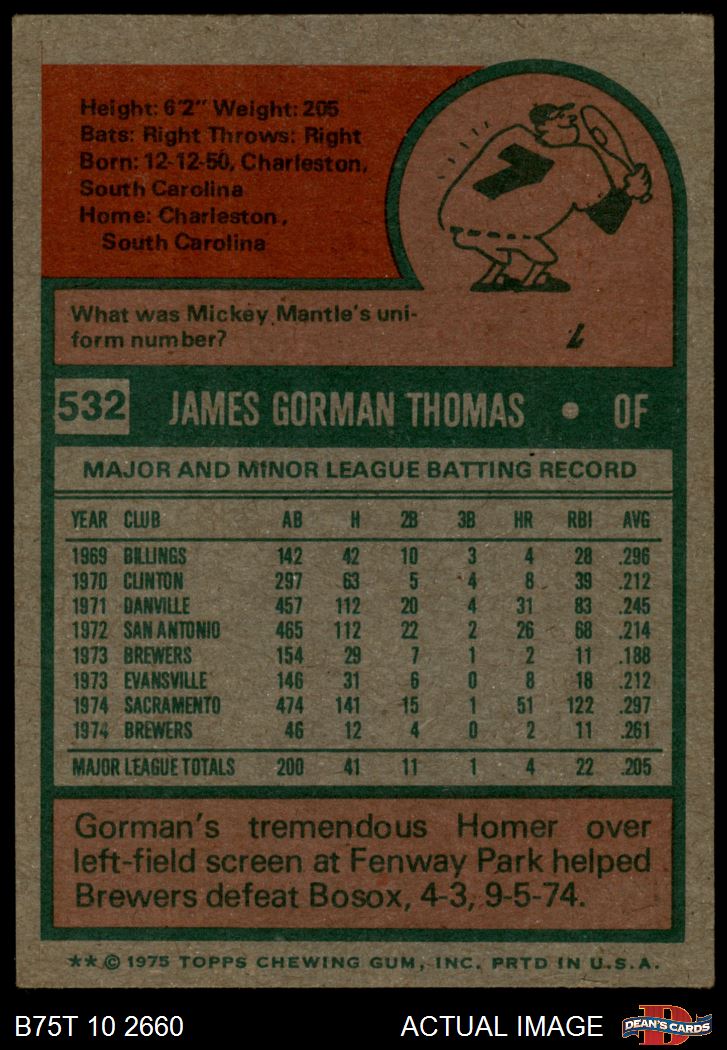 Height: 6'2" Weight: 205
Bats: Right Throws: Right
Born: 12-12-50, Charleston,
South Carolina
Home: Charleston,
South Carolina
What was Mickey Mantle's uni-
form number?
7
532 JAMES GORMAN THOMAS • OF
MAJOR AND MINOR LEAGUE BATTING RECORD
YEAR CLUB AB H 2B 3B HR RBI AVG
1969 BILLINGS 142 42 10 3 4 28 .296
1970 CLINTON 297 63 5 4 8 39 .212
1971 DANVILLE 457 112 20 4 31 83 .245
1972 SAN ANTONIO 465 112 22 2 26 68 .214
1973 BREWERS 154 29 7 1 2 11 .188
1973 EVANSVILLE 146 31 6 0 8 18 .212
1974 SACRAMENTO 474 141 15 1 51 122 .297
1974 BREWERS 46 12 4 0 2 11 .261
MAJOR LEAGUE TOTALS 200 41 11 1 4 22 .205
Gorman's tremendous Homer over
left-field screen at Fenway Park helped
Brewers defeat Bosox, 4-3, 9-5-74.
** © 1975 TOPPS CHEWING GUM, INC. PRTD IN U.S.A.
B75T 10 2660 ACTUAL IMAGE DEAN'S CARDS